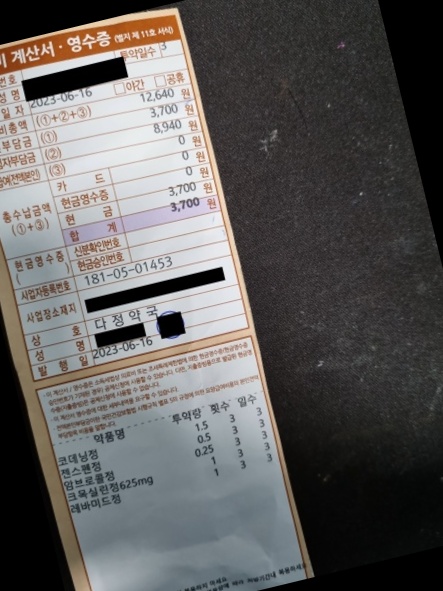 비 계산서·영수증 (별지 제 11호 서식)
번호 투약일수 3
성 명 □야간 □공휴
일 자 2023-06-16
비총액 (①+②+③) 12,640 원
부담금 (①) 3,700 원
자부담금 (②) 8,940 원
(③) 0 원
카 드 0 원
현금영수증 0 원
총수납금액 (①+③) 현 금 3,700 원
합 계 3,700 원
현금영수증 신분확인번호
( ) 현금승인번호
사업자등록번호 181-05-01453
사업장소재지
상 호 다정약국
성 명
발 행 일 2023-06-16
약품명 투약량 횟수 일수
코데닝정 1.5 3 3
젠스펜정 0.5 3 3
암브로콜정 0.25 3 3
크목실린정625mg 1 3 3
레바미드정 1 3 3